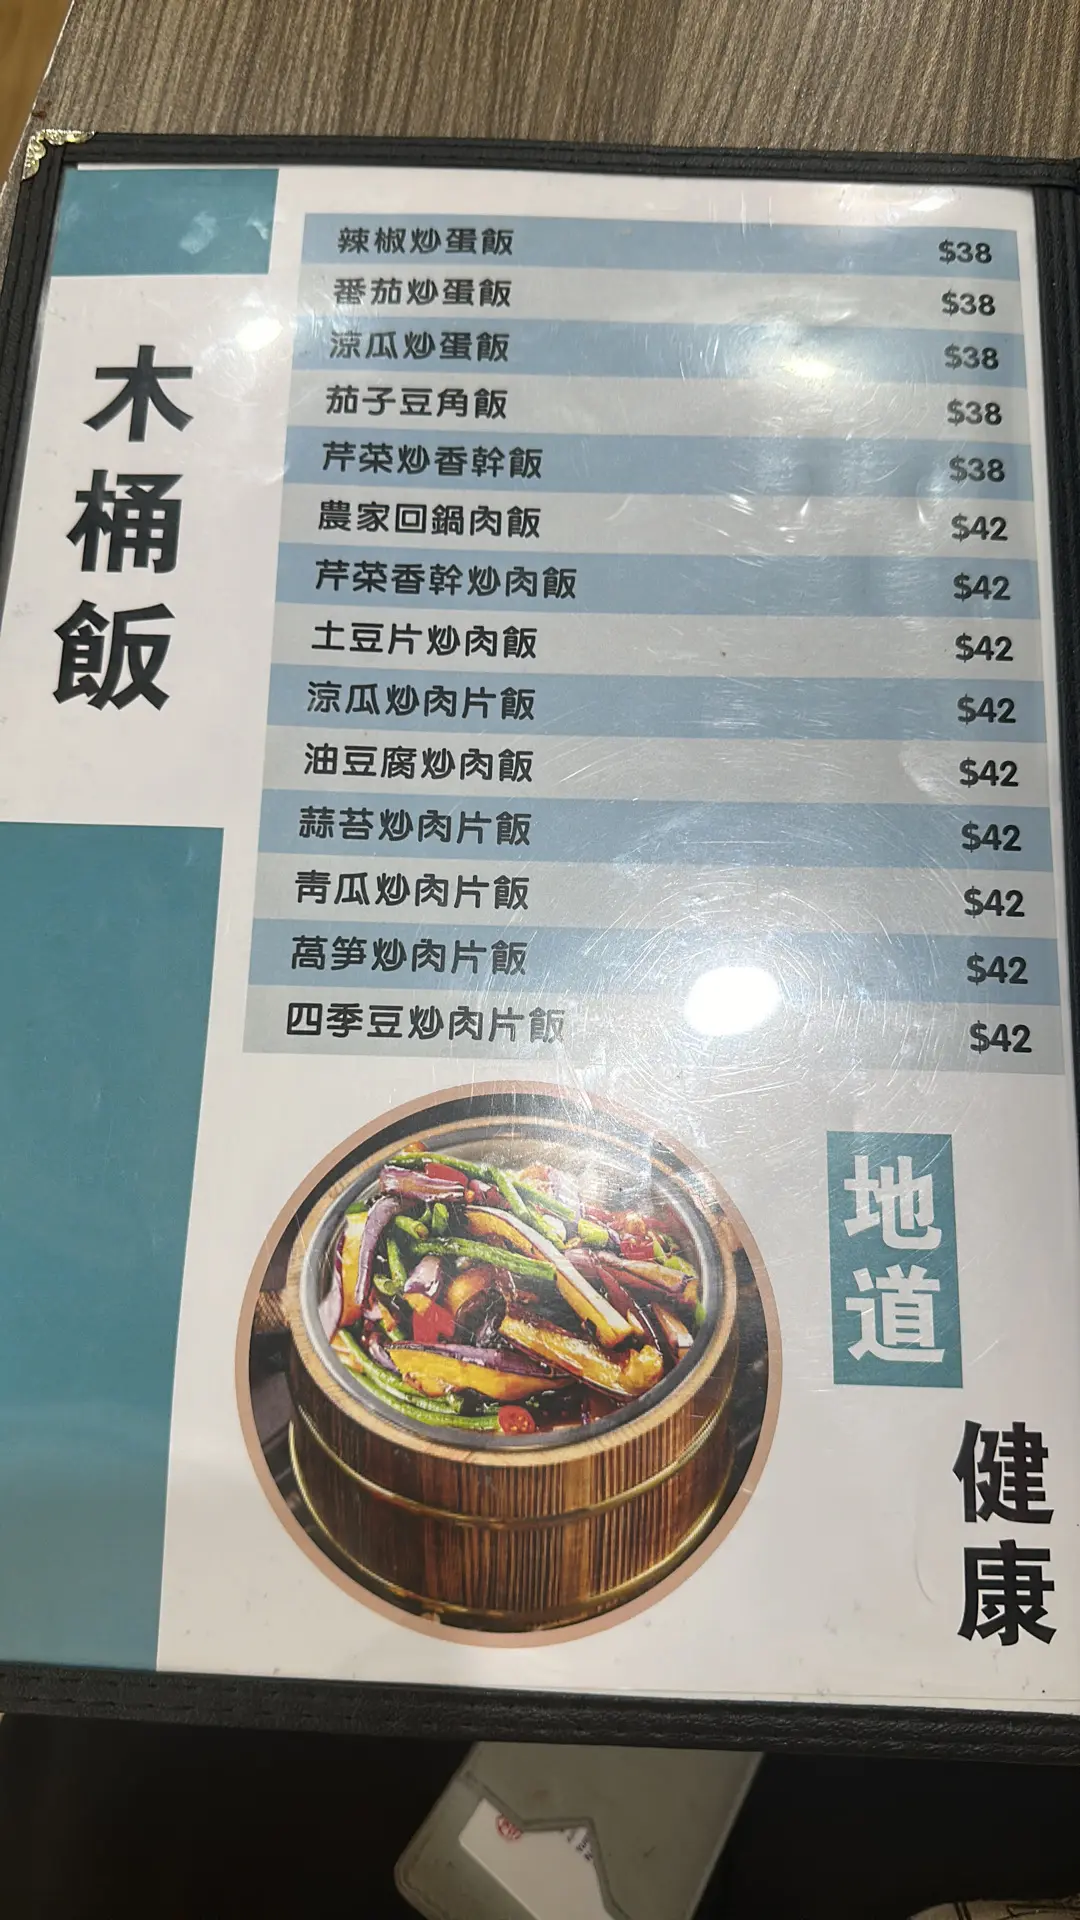 木桶飯
辣椒炒蛋飯 $38
番茄炒蛋飯 $38
涼瓜炒蛋飯 $38
茄子豆角飯 $38
芹菜炒香幹飯 $38
農家回鍋肉飯 $42
芹菜香幹炒肉飯 $42
土豆片炒肉飯 $42
涼瓜炒肉片飯 $42
油豆腐炒肉飯 $42
蒜苔炒肉片飯 $42
青瓜炒肉片飯 $42
萵笋炒肉片飯 $42
四季豆炒肉片飯 $42
地道
健康